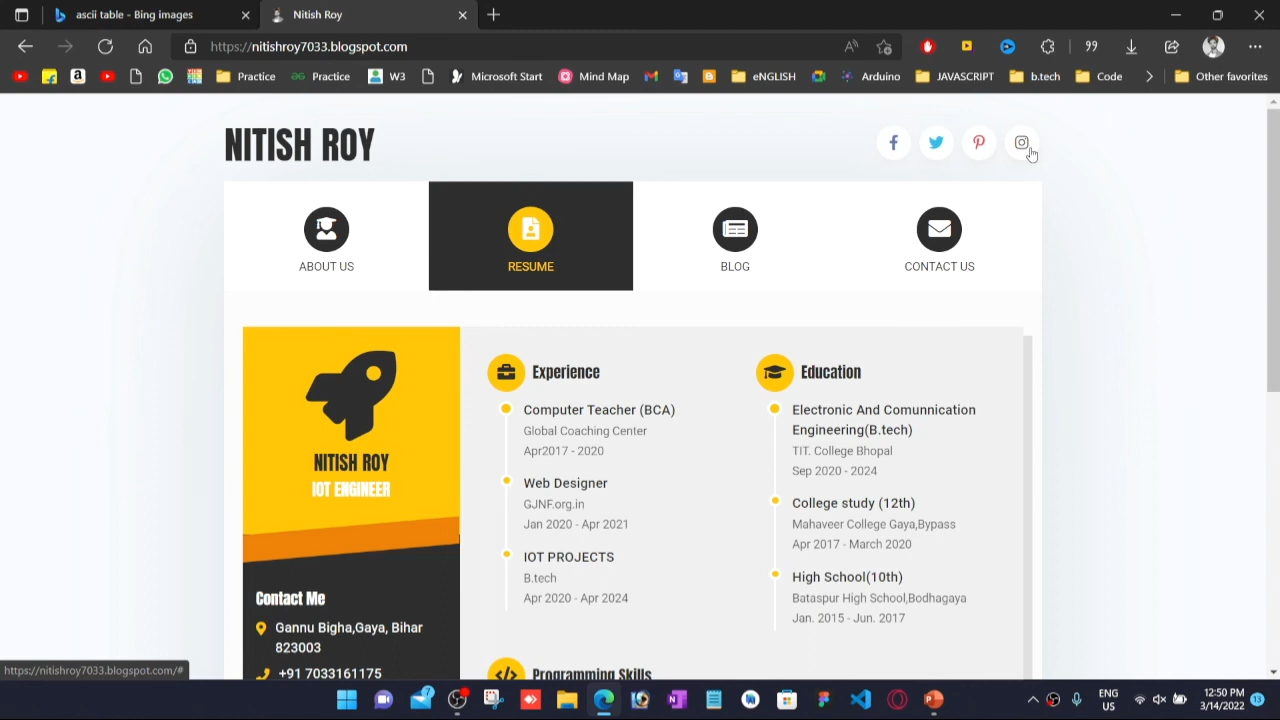 ascii table - Bing images
Nitish Roy
https://nitishroy7033.blogspot.com
Practice
Practice
W3
Microsoft Start
Mind Map
eNGLISH
Arduino
JAVASCRIPT
b.tech
Code
Other favorites
NITISH ROY
ABOUT US
RESUME
BLOG
CONTACT US
NITISH ROY
IOT ENGINEER
Contact Me
Gannu Bigha,Gaya, Bihar
823003
+91 7033161175
Experience
Computer Teacher (BCA)
Global Coaching Center
Apr2017 - 2020
Web Designer
GJNF.org.in
Jan 2020 - Apr 2021
IOT PROJECTS
B.tech
Apr 2020 - Apr 2024
Programming Skills
Education
Electronic And Comunnication
Engineering(B.tech)
TIT. College Bhopal
Sep 2020 - 2024
College study (12th)
Mahaveer College Gaya,Bypass
Apr 2017 - March 2020
High School(10th)
Bataspur High School,Bodhagaya
Jan. 2015 - Jun. 2017
https://nitishroy7033.blogspot.com/#
7
ENG
US
12:50 PM
3/14/2022
13